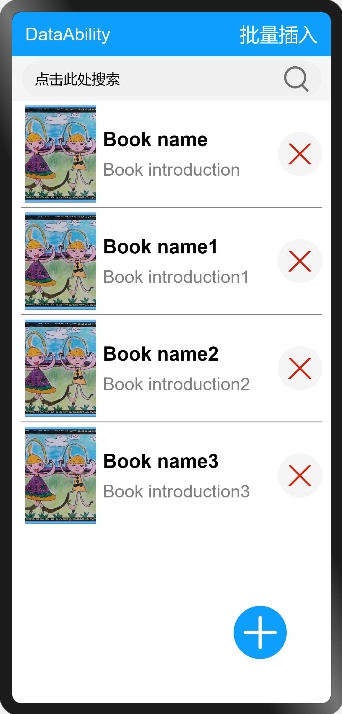 DataAbility 批量插入
点击此处搜索
Book name
Book introduction
Book name1
Book introduction1
Book name2
Book introduction2
Book name3
Book introduction3